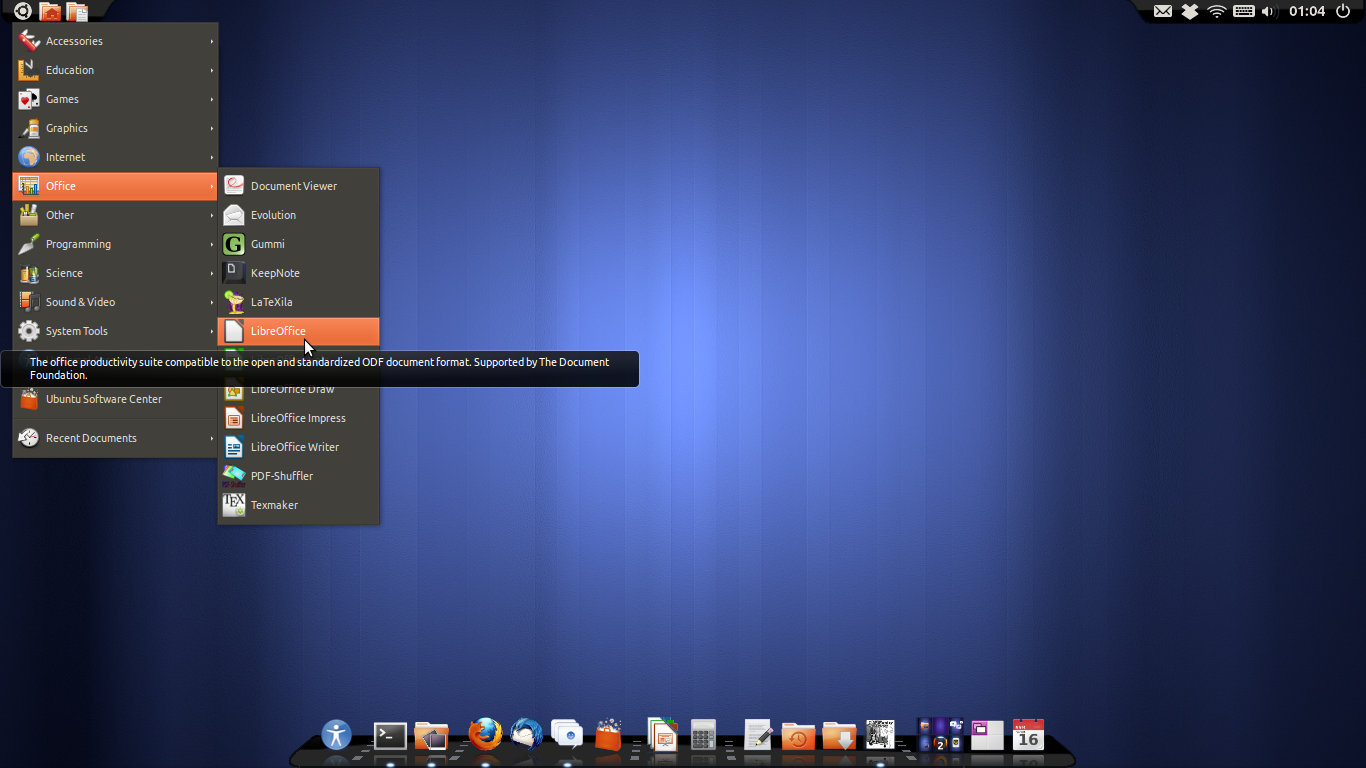 01:04
Accessories
Education
Games
Graphics
Internet
Office
Other
Programming
Science
Sound & Video
System Tools
Ubuntu Software Center
Recent Documents
Document Viewer
Evolution
G Gummi
D KeepNote
LaTeXila
LibreOffice
The office productivity suite compatible to the open and standardized ODF document format. Supported by The Document
Foundation.
LibreOffice Draw
LibreOffice Impress
LibreOffice Writer
PDF-Shuffler
TEX Texmaker
2
16